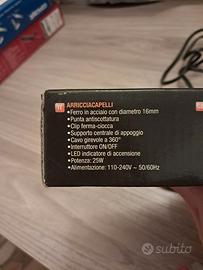 IT
ARRICCIACAPELLI
• Ferro in acciaio con diametro 16mm
• Punta antiscottatura
• Clip ferma-ciocca
• Supporto centrale di appoggio
• Cavo girevole a 360°
• Interruttore ON/OFF
• LED indicatore di accensione
• Potenza: 25W
• Alimentazione: 110-240V ~ 50/60Hz
subito